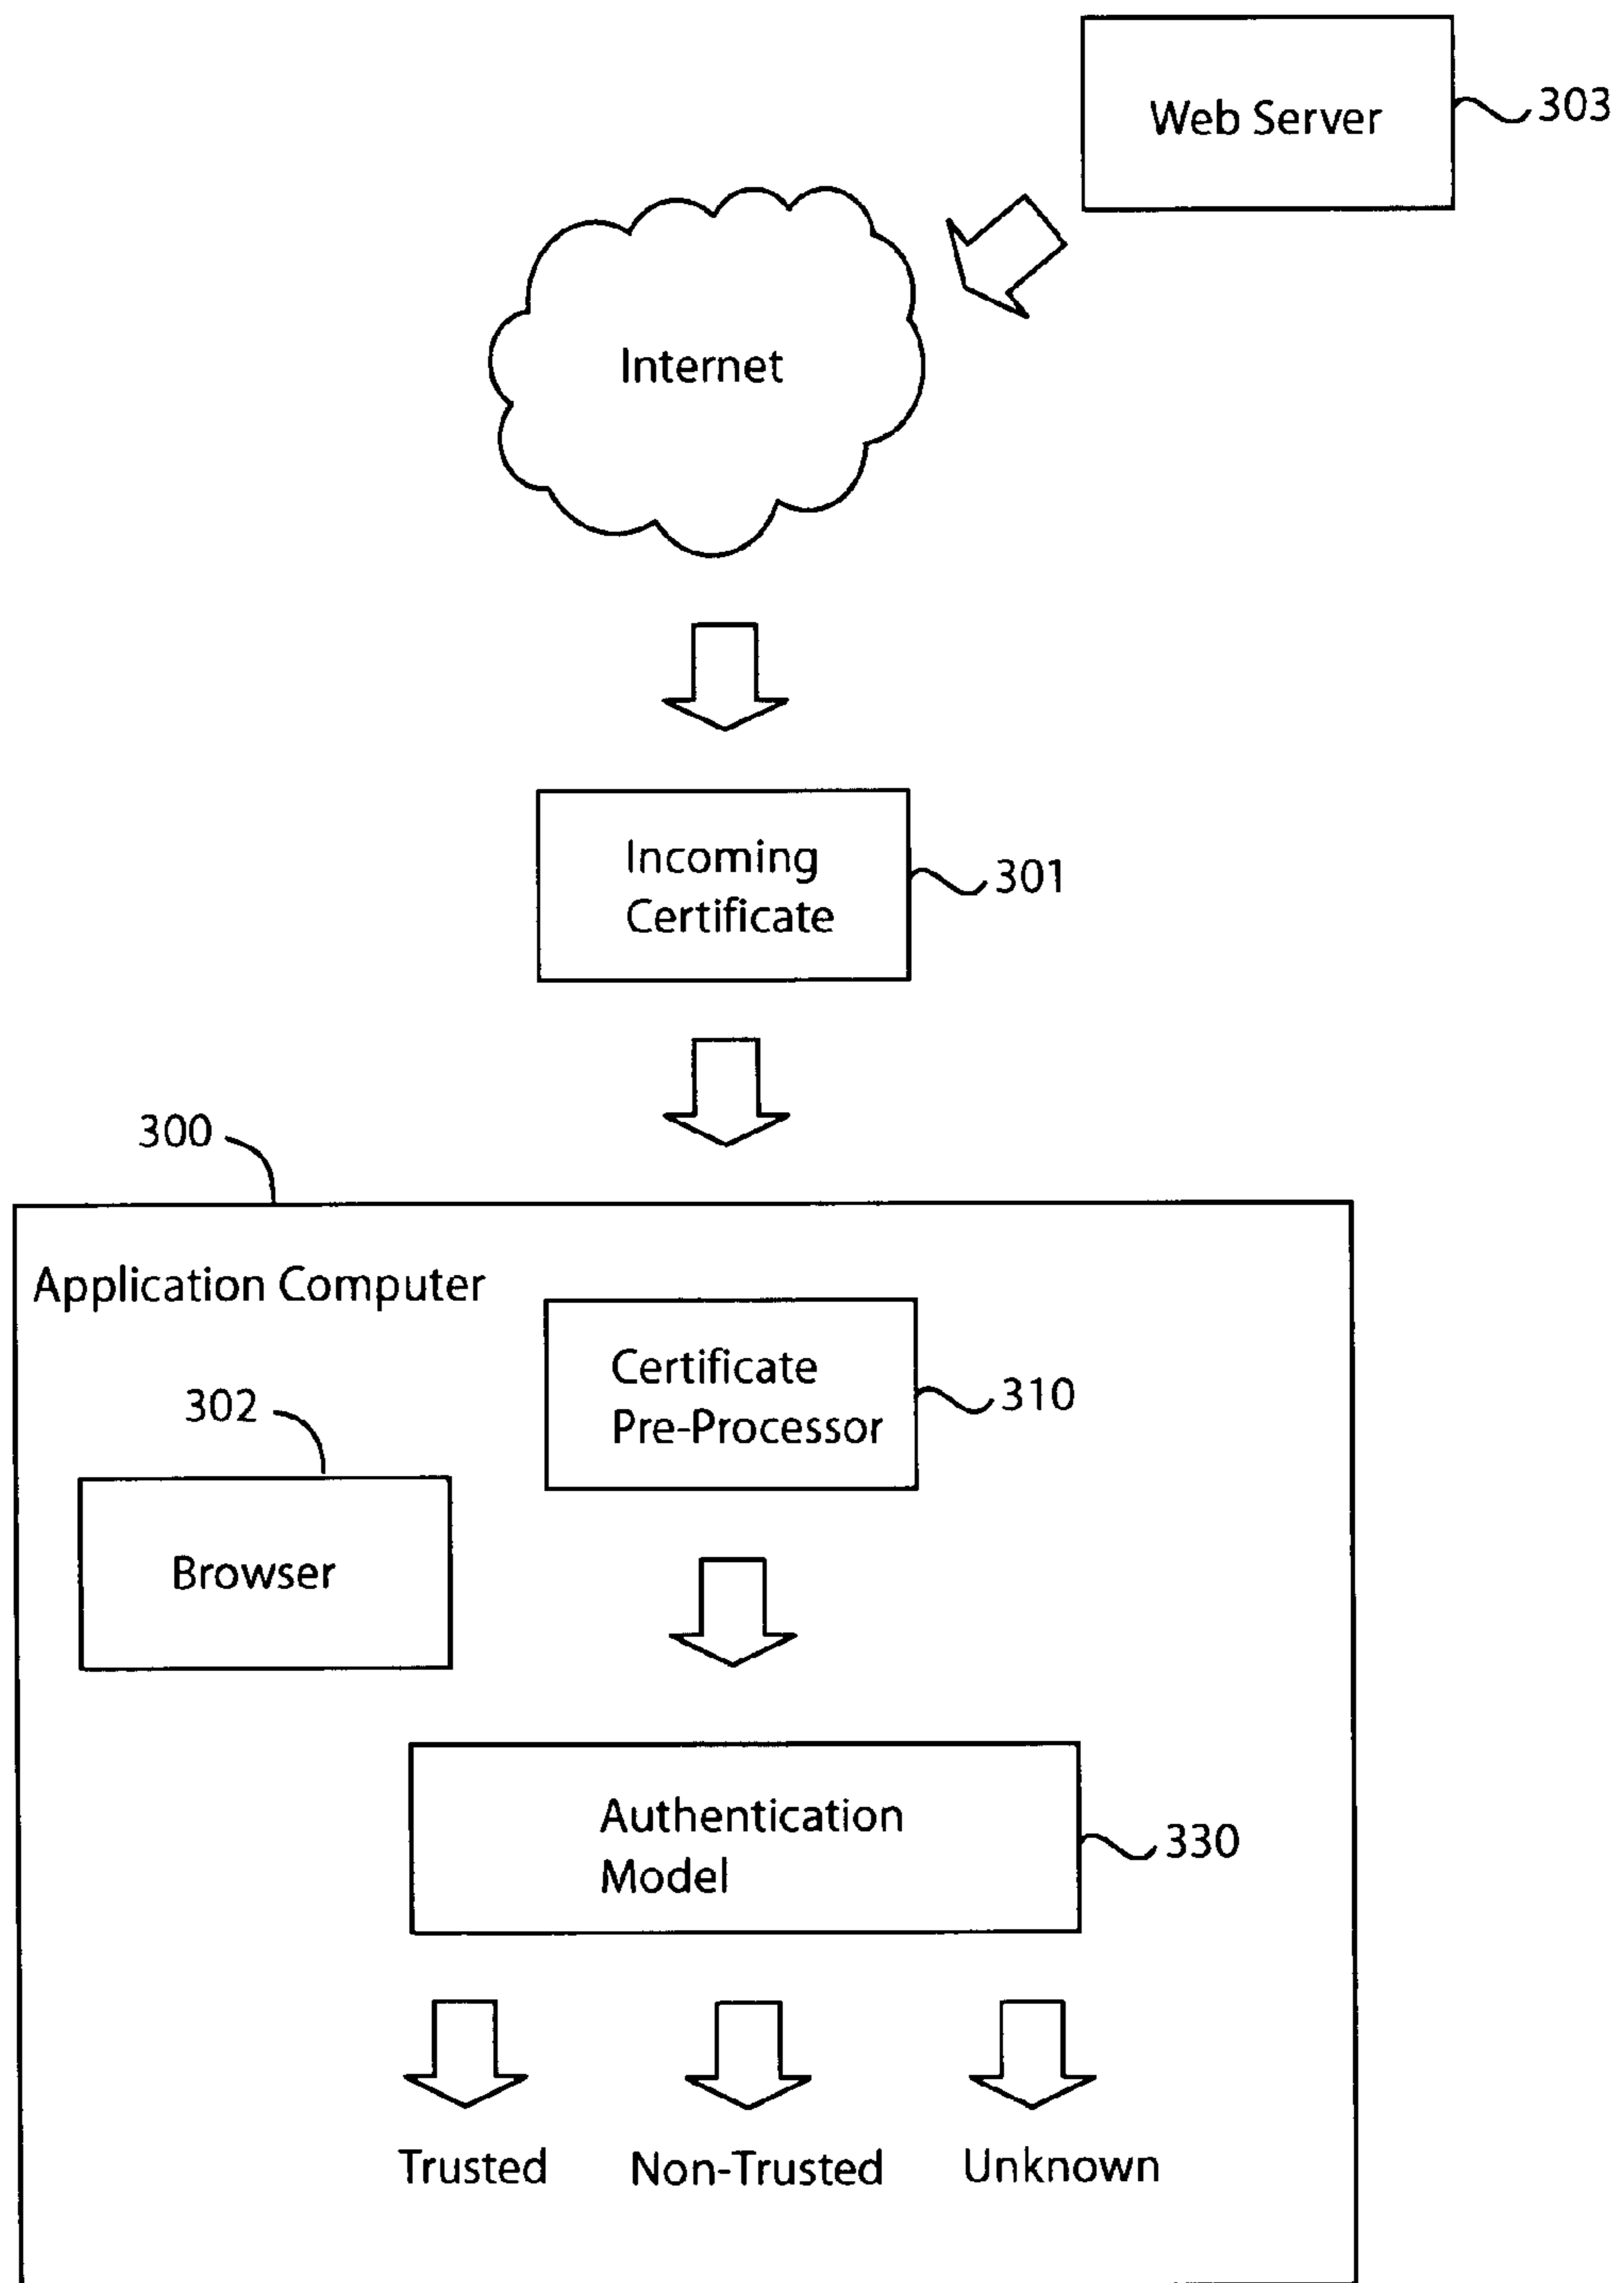 Web Server
303
Internet
Incoming
Certificate
301
300
Application Computer
Certificate
Pre-Processor
310
302
Browser
Authentication
Model
330
Trusted
Non-Trusted
Unknown